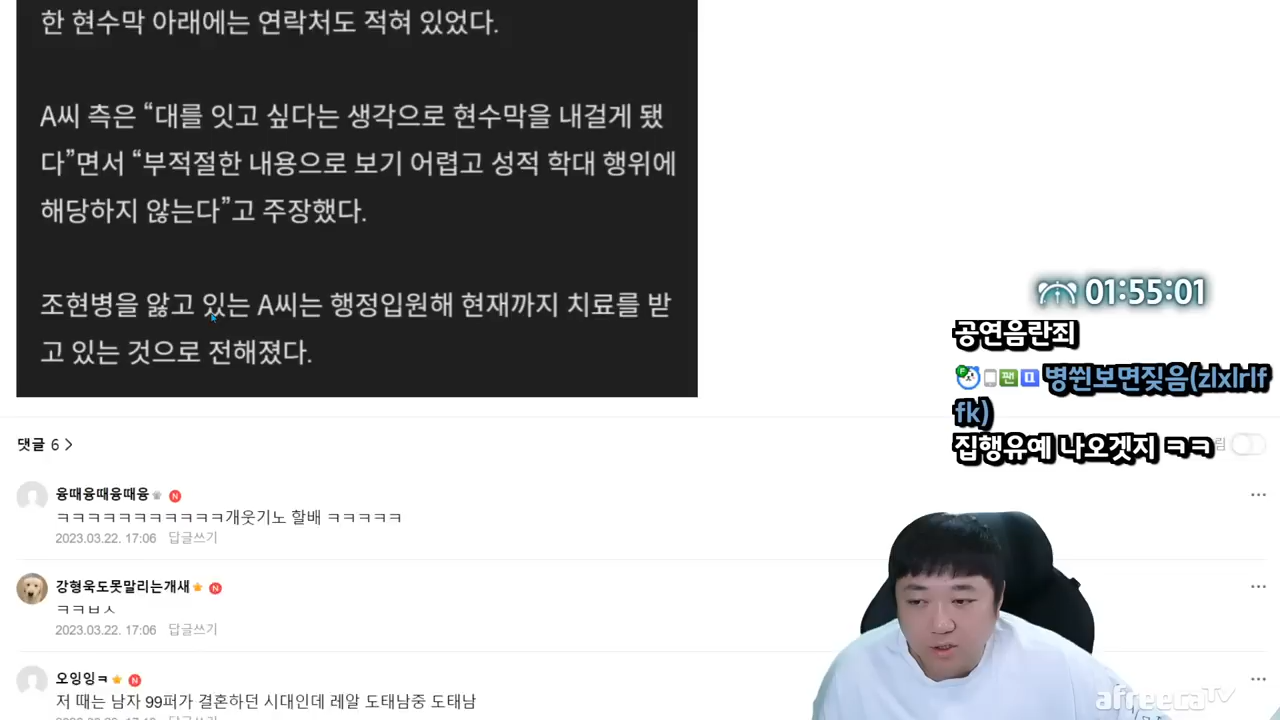 한 현수막 아래에는 연락처도 적혀 있었다.
A씨 측은 “대를 잇고 싶다는 생각으로 현수막을 내걸게 됐
다”면서 “부적절한 내용으로 보기 어렵고 성적 학대 행위에
해당하지 않는다”고 주장했다.
조현병을 앓고 있는 A씨는 행정입원해 현재까지 치료를 받
고 있는 것으로 전해졌다.
01:55:01
공연음란죄
병쒼보면짖음(zlxlrlf
fk)
집행유예 나오겟지 ㅋㅋ
댓글 6 >
융때융때융때융
ㅋㅋㅋㅋㅋㅋㅋㅋㅋㅋㅋ개웃기노 할배 ㅋㅋㅋㅋㅋ
2023.03.22. 17:06 답글쓰기
강형욱도못말리는개새
ㅋㅋㅂㅅ
2023.03.22. 17:06 답글쓰기
오잉잉ㅋ
저 때는 남자 99퍼가 결혼하던 시대인데 레알 도태남중 도태남
afreecaTV